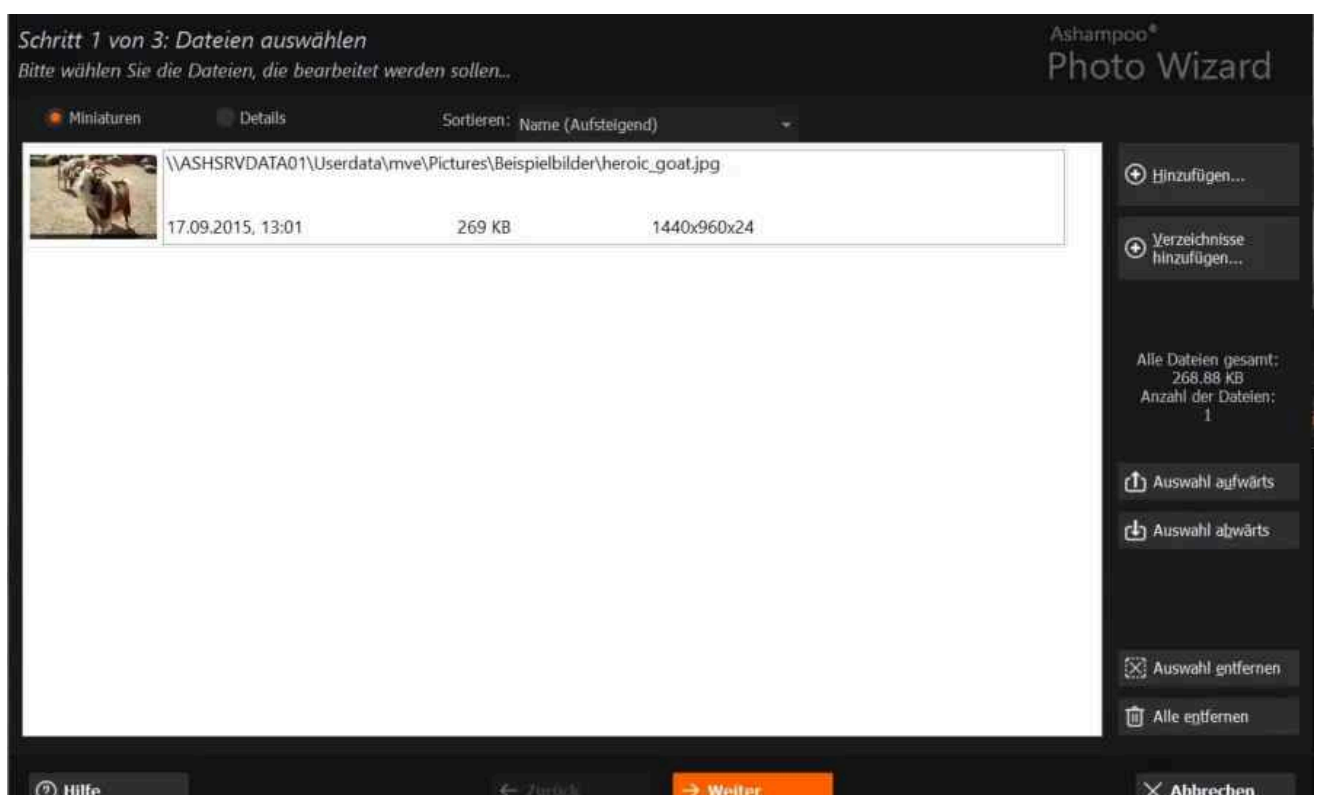 Schritt 1 von 3: Dateien auswählen
Bitte wählen Sie die Dateien, die bearbeitet werden sollen...
Ashampoo®
Photo Wizard
Miniaturen
Details
Sortieren:
Name (Aufsteigend)
\\ASHSRVDATA01\Userdata\mve\Pictures\Beispielbilder\heroic_goat.jpg
17.09.2015, 13:01
269 KB
1440x960x24
Hinzufügen...
Verzeichnisse
hinzufügen...
Alle Dateien gesamt:
268.88 KB
Anzahl der Dateien:
1
Auswahl aufwärts
Auswahl abwärts
Auswahl entfernen
Alle entfernen
Hilfe
Zurück
Weiter
Abbrechen